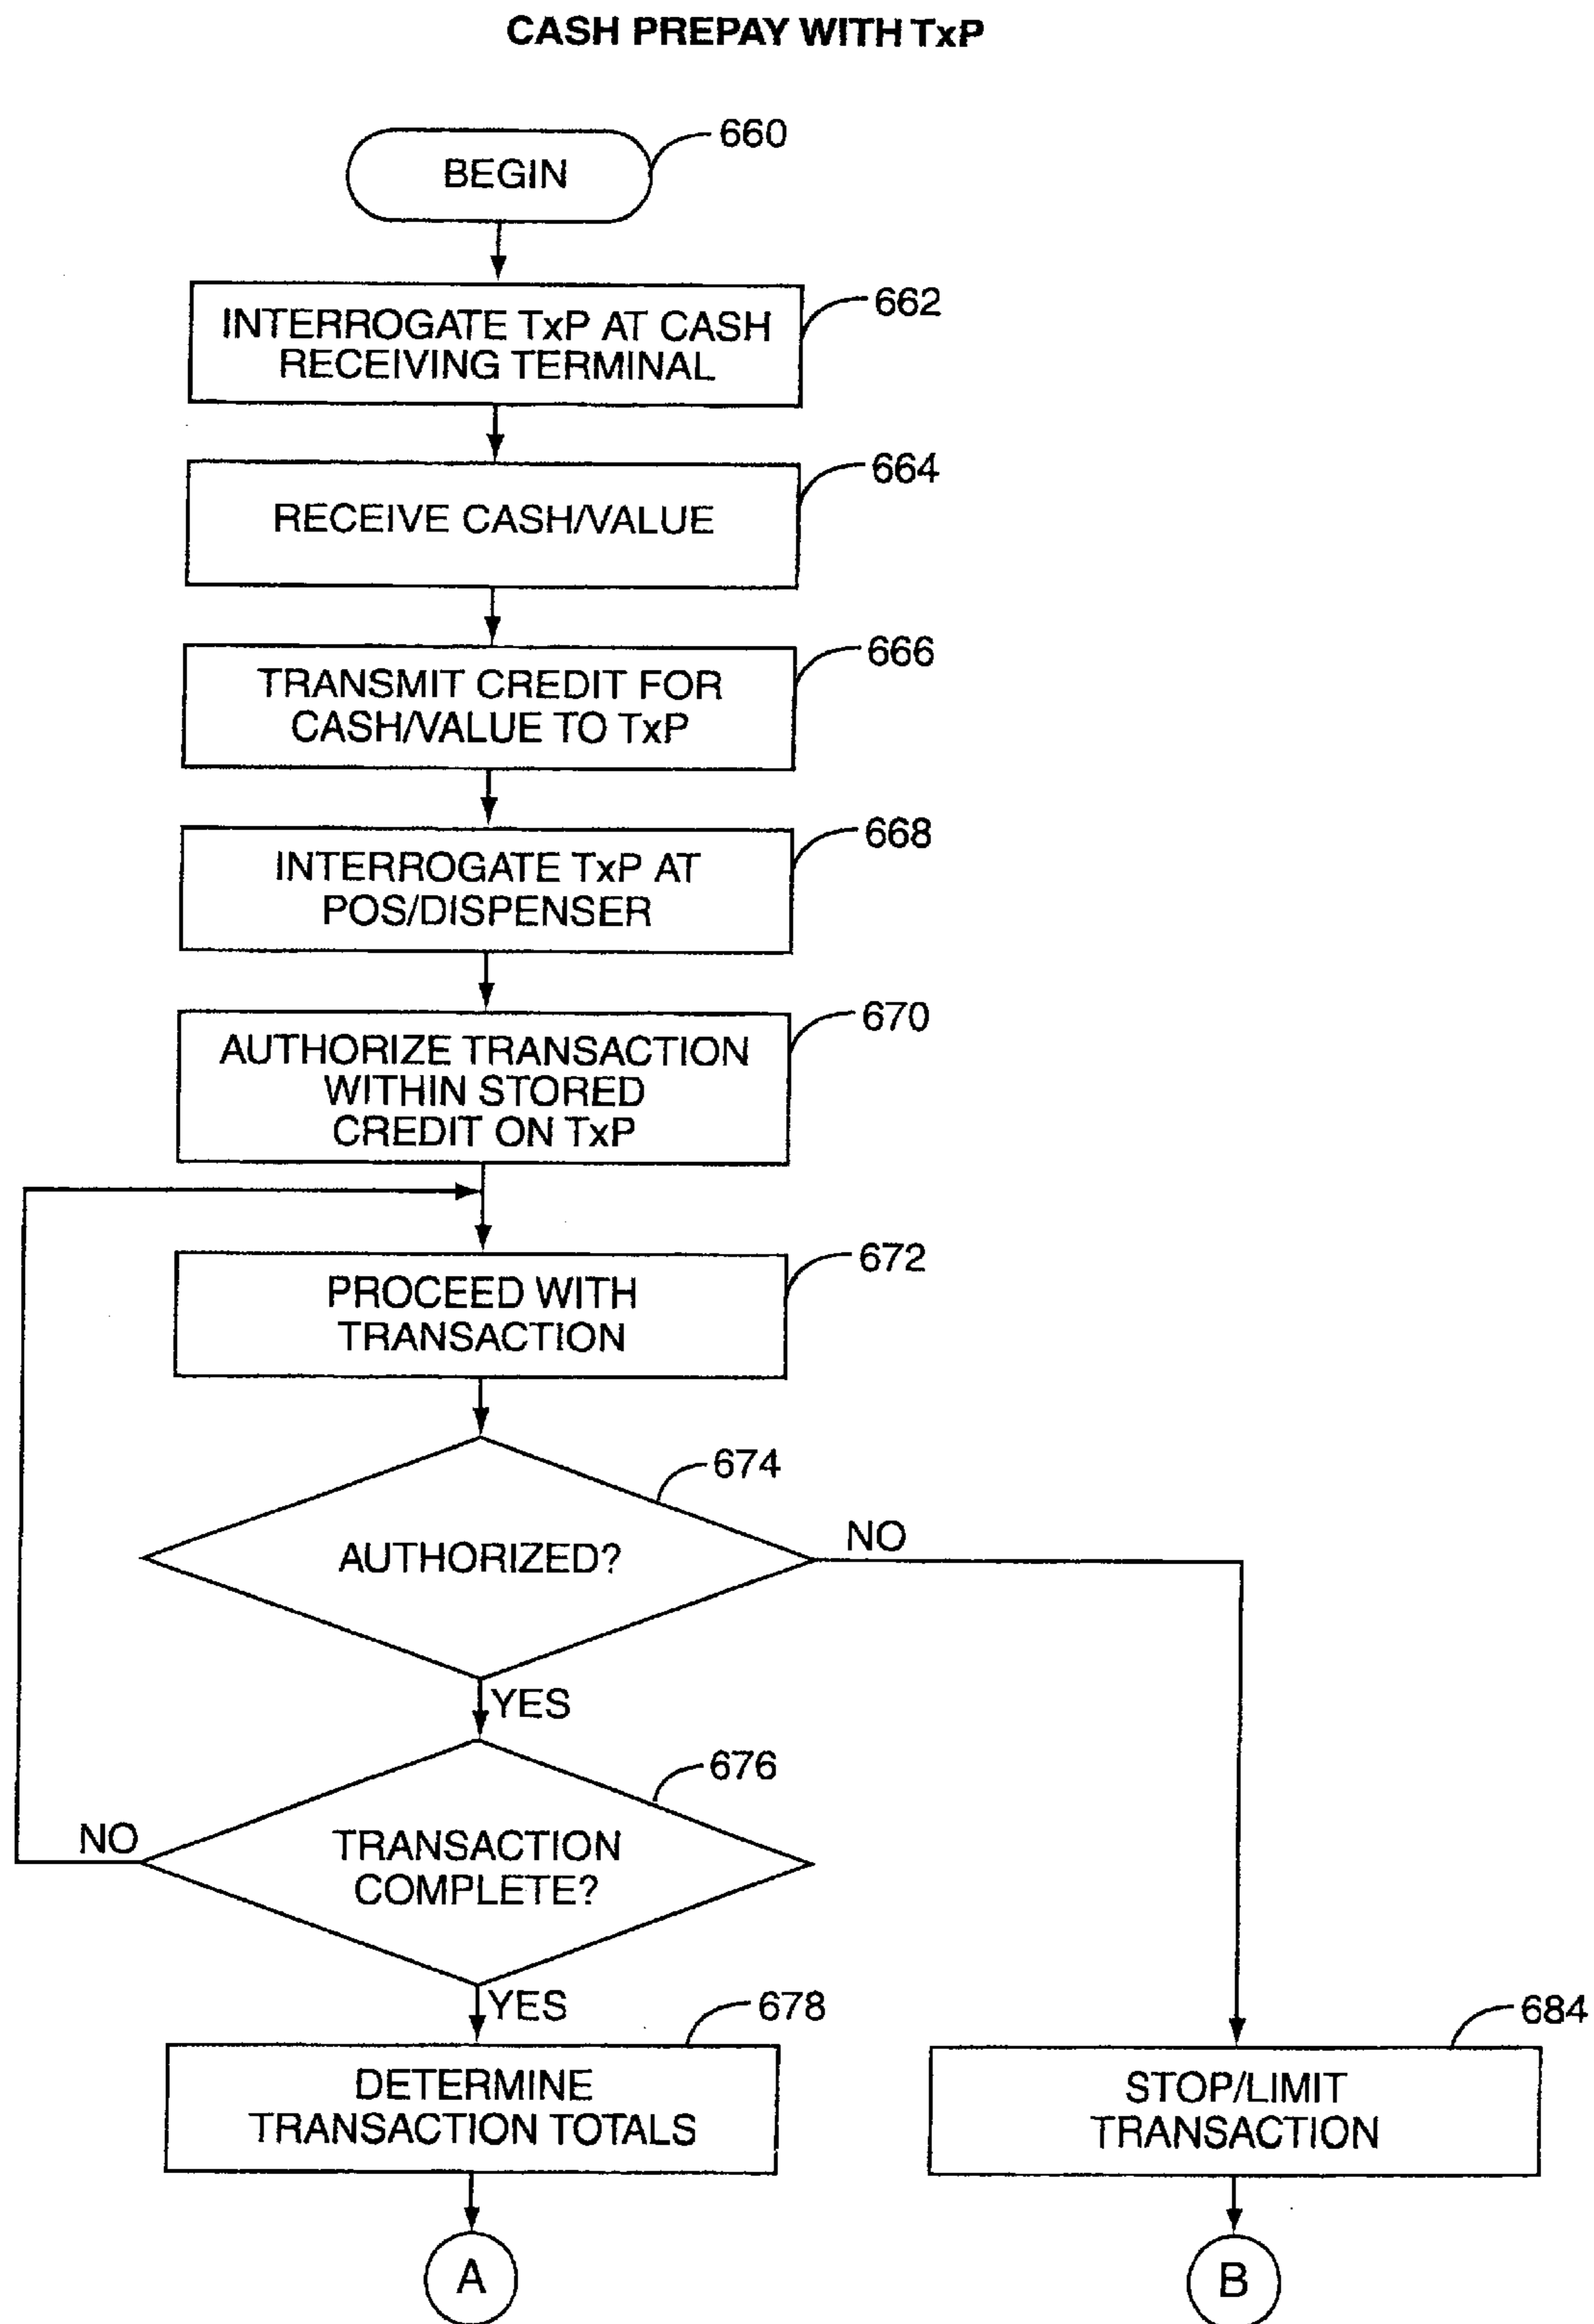 CASH PREPAY WITH TxP
BEGIN
660
INTERROGATE TxP AT CASH
RECEIVING TERMINAL
662
RECEIVE CASH/VALUE
664
TRANSMIT CREDIT FOR
CASH/VALUE TO TxP
666
INTERROGATE TxP AT
POS/DISPENSER
668
AUTHORIZE TRANSACTION
WITHIN STORED
CREDIT ON TxP
670
PROCEED WITH
TRANSACTION
672
AUTHORIZED?
674
NO
YES
TRANSACTION
COMPLETE?
676
NO
YES
DETERMINE
TRANSACTION TOTALS
678
STOP/LIMIT
TRANSACTION
684
A
B